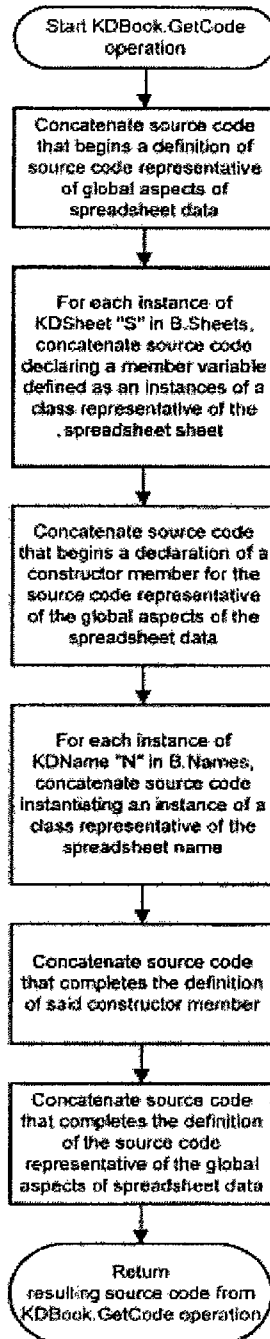 Start KDBook.GetCode
operation
Concatenate source code
that begins a definition of
source code representative
of global aspects of
spreadsheet data
For each instance of
KDSheet "S" in B.Sheets,
concatenate source code
declaring a member variable
defined as an instances of a
class representative of the
.spreadsheet sheet
Concatenate source code
that begins a declaration of a
constructor member for the
source code representative
of the global aspects of the
spreadsheet data
For each instance of
KDName "N" in B.Names,
concatenate source code
instantiating an instance of a
class representative of the
spreadsheet name
Concatenate source code
that completes the definition
of said constructor member
Concatenate source code
that completes the definition
of the source code
representative of the global
aspects of spreadsheet data
Return
resulting source code from
KDBook.GetCode operation